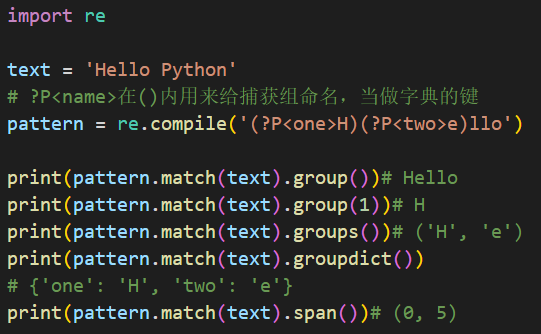 import re
text = 'Hello Python'
# ?P<name>在()内用来给捕获组命名，当做字典的键
pattern = re.compile('(?P<one>H)(?P<two>e)llo')
print(pattern.match(text).group())# Hello
print(pattern.match(text).group(1))# H
print(pattern.match(text).groups())# ('H', 'e')
print(pattern.match(text).groupdict())
# {'one': 'H', 'two': 'e'}
print(pattern.match(text).span())# (0, 5)